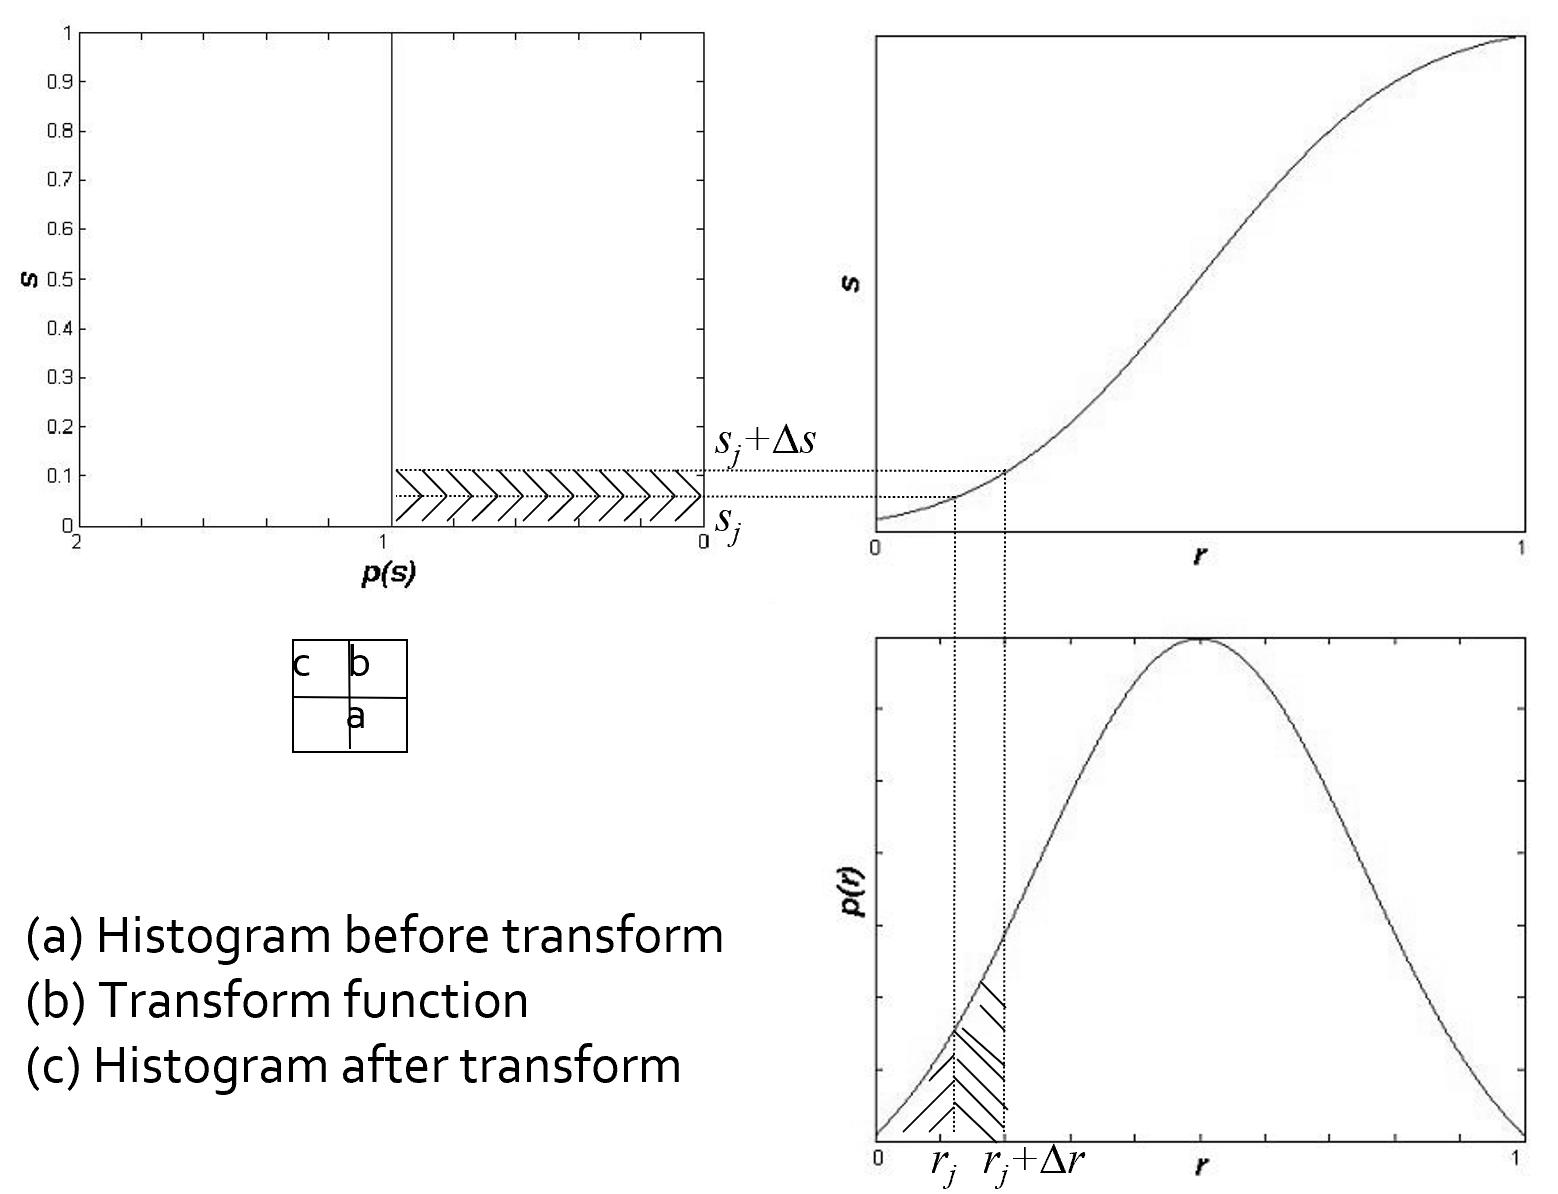 1
0.9
0.8
0.7
0.6
0.5
0.4
0.3
0.2
0.1
0
s
2 1 0
p(s)
s_j+Δs
s_j
s
0 1
r
c b
a
(a) Histogram before transform
(b) Transform function
(c) Histogram after transform
p(r)
0 1
r_j r_j+Δr
r